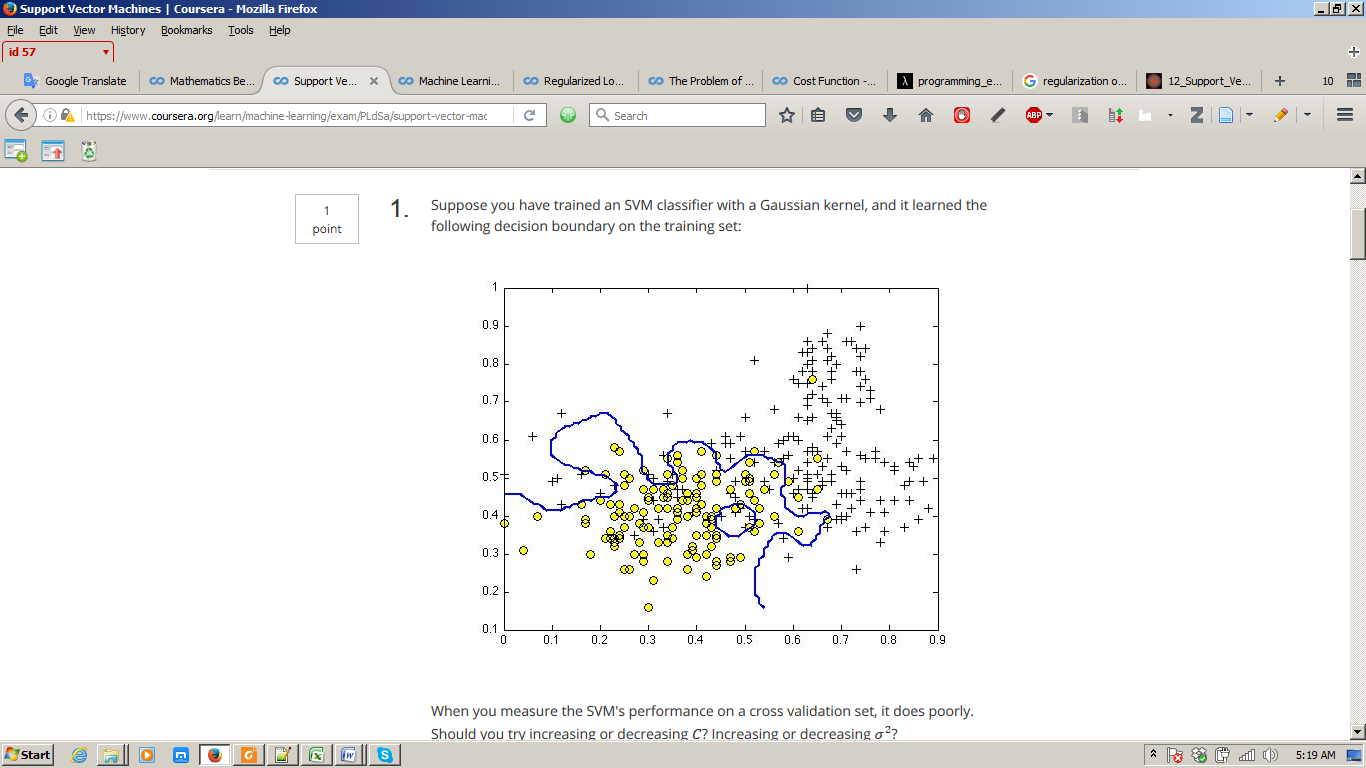 Support Vector Machines | Coursera - Mozilla Firefox
File Edit View History Bookmarks Tools Help
id 57
Google Translate
Mathematics Be...
Support Ve...
Machine Learni...
Regularized Lo...
The Problem of ...
Cost Function -...
programming_e...
regularization o...
12_Support_Ve...
10
https://www.coursera.org/learn/machine-learning/exam/PLdSa/support-vector-mac
Search
ABP
1
point
1.
Suppose you have trained an SVM classifier with a Gaussian kernel, and it learned the
following decision boundary on the training set:
1
0.9
0.8
0.7
0.6
0.5
0.4
0.3
0.2
0.1
0 0.1 0.2 0.3 0.4 0.5 0.6 0.7 0.8 0.9
When you measure the SVM's performance on a cross validation set, it does poorly.
Should you try increasing or decreasing C? Increasing or decreasing σ²?
Start
5:19 AM